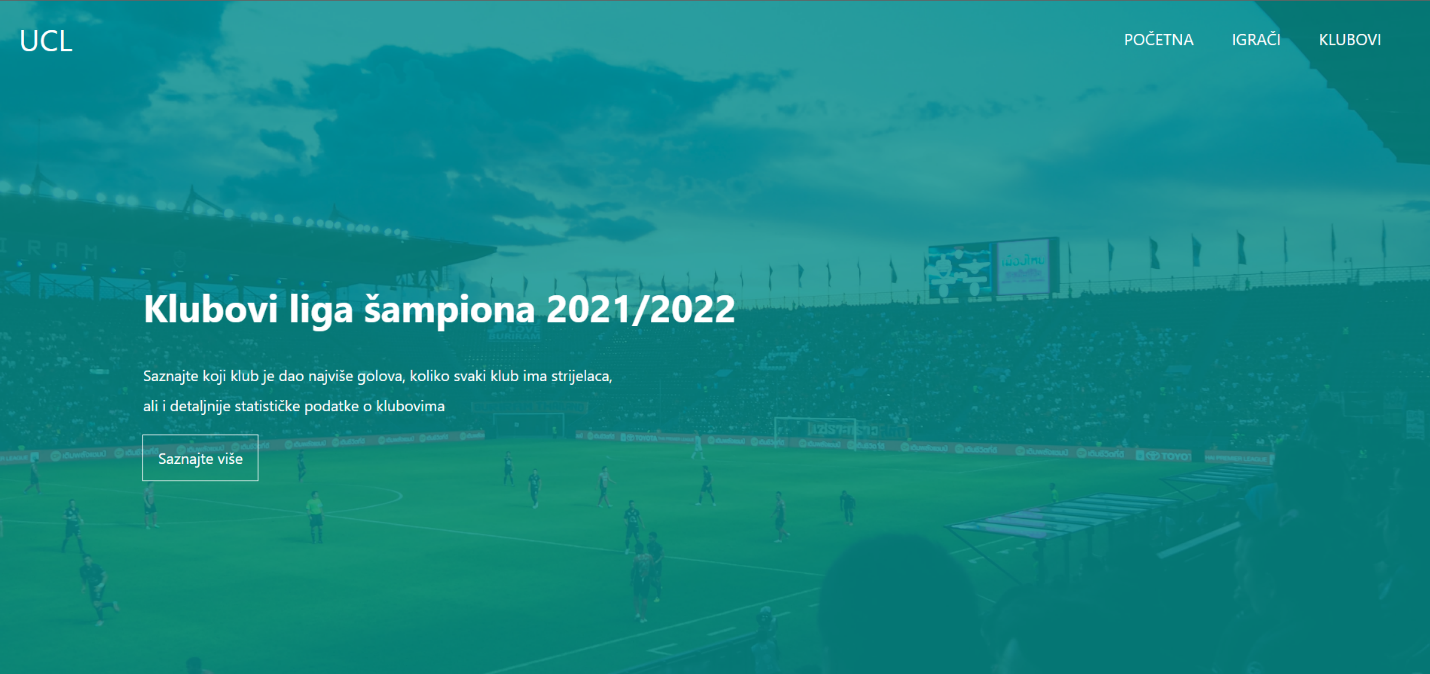 UCL
POČETNA IGRAČI KLUBOVI
Klubovi liga šampiona 2021/2022
Saznajte koji klub je dao najviše golova, koliko svaki klub ima strijelaca,
ali i detaljnije statističke podatke o klubovima
Saznajte više